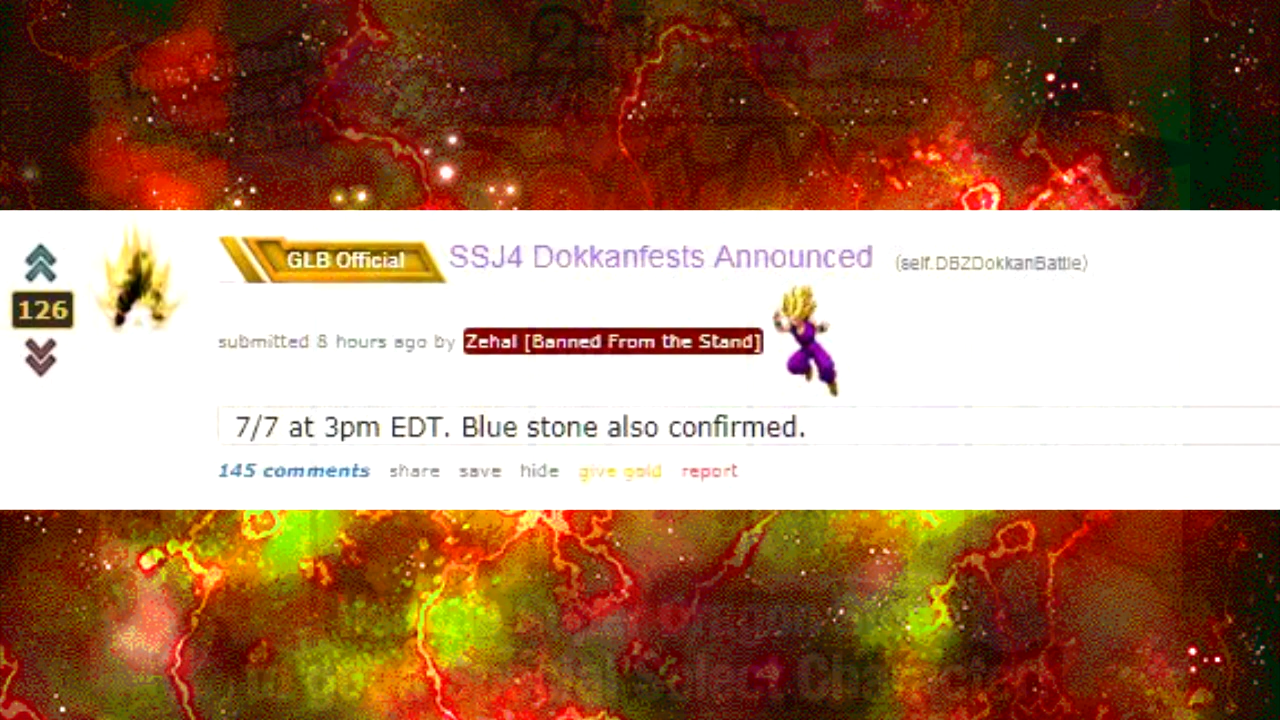 126
GLB Official SSJ4 Dokkanfests Announced (self.DBZDokkanBattle)
submitted 8 hours ago by Zehal [Banned From the Stand]
7/7 at 3pm EDT. Blue stone also confirmed.
145 comments share save hide give gold report